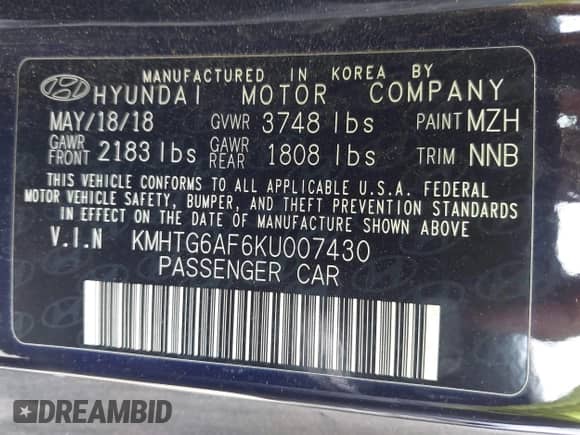 MANUFACTURED IN KOREA BY
HYUNDAI MOTOR COMPANY
MAY/18/18 GVWR 3748 lbs PAINT MZH
GAWR FRONT 2183 lbs GAWR REAR 1808 lbs TRIM NNB
THIS VEHICLE CONFORMS TO ALL APPLICABLE U.S.A. FEDERAL
MOTOR VEHICLE SAFETY, BUMPER, AND THEFT PREVENTION STANDARDS
IN EFFECT ON THE DATE OF MANUFACTURE SHOWN ABOVE
V.I.N KMHTG6AF6KU007430
PASSENGER CAR
DREAMBID